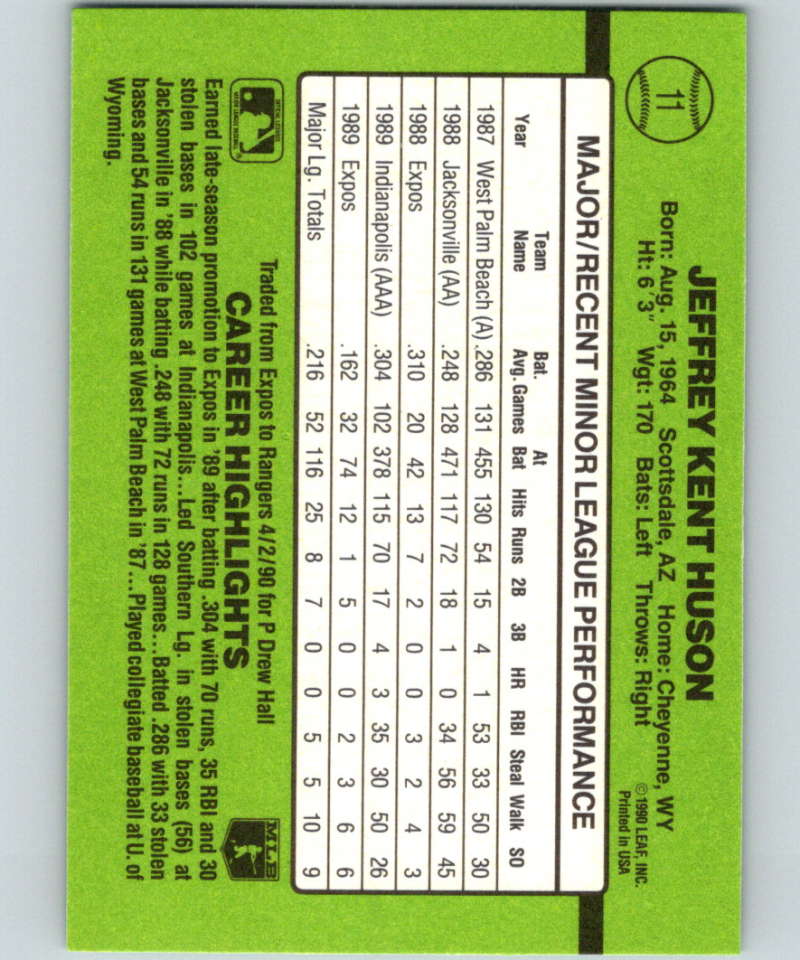 11
JEFFREY KENT HUSON
Born: Aug. 15, 1964 Scottsdale, AZ Home: Cheyenne, WY
Ht: 6′3″ Wgt: 170 Bats: Left Throws: Right
©1990 LEAF, INC.
Printed in USA
MAJOR/RECENT MINOR LEAGUE PERFORMANCE
Team Bat. At
Year Name Avg. Games Bat Hits Runs 2B 3B HR RBI Steal Walk SO
1987 West Palm Beach (A) .286 131 455 130 54 15 4 1 53 33 50 30
1988 Jacksonville (AA) .248 128 471 117 72 18 1 0 34 56 59 45
1988 Expos .310 20 42 13 7 2 0 0 3 2 4 3
1989 Indianapolis (AAA) .304 102 378 115 70 17 4 3 35 30 50 26
1989 Expos .162 32 74 12 1 5 0 0 2 3 6 6
Major Lg. Totals .216 52 116 25 8 7 0 0 5 5 10 9
Traded from Expos to Rangers 4/2/90 for P Drew Hall
CAREER HIGHLIGHTS
MLB
Earned late-season promotion to Expos in '89 after batting .304 with 70 runs, 35 RBI and 30
stolen bases in 102 games at Indianapolis...Led Southern Lg. in stolen bases (56) at
Jacksonville in '88 while batting .248 with 72 runs in 128 games...Batted .286 with 33 stolen
bases and 54 runs in 131 games at West Palm Beach in '87...Played collegiate baseball at U. of
Wyoming.